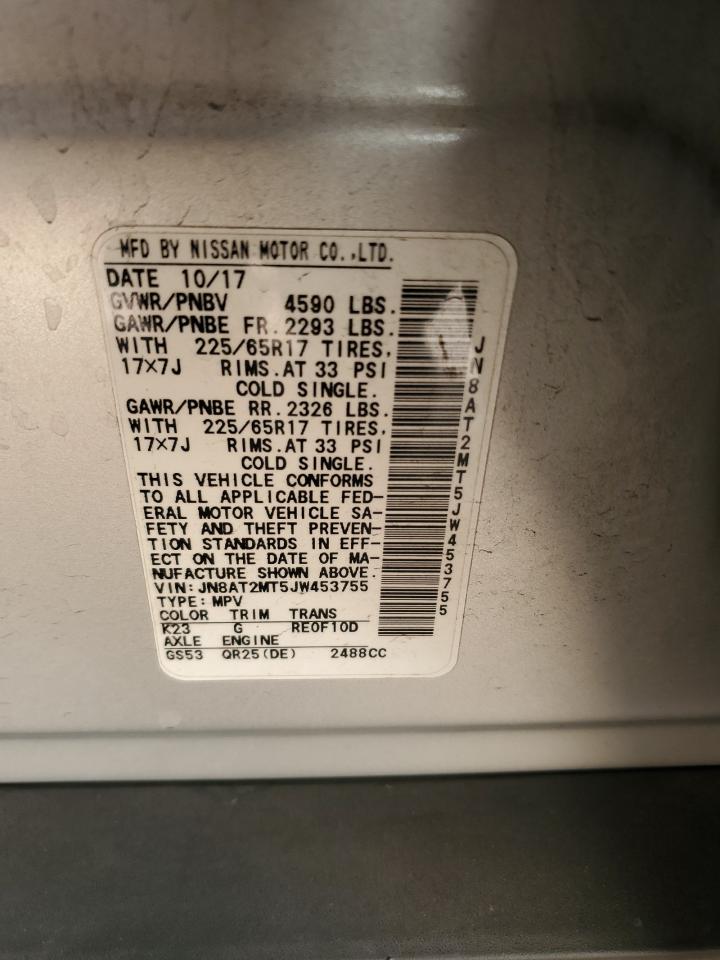 MFD BY NISSAN MOTOR CO.,LTD.
DATE 10/17
GVWR/PNBV 4590 LBS.
GAWR/PNBE FR. 2293 LBS.
WITH 225/65R17 TIRES,
17×7J RIMS.AT 33 PSI
COLD SINGLE.
GAWR/PNBE RR. 2326 LBS.
WITH 225/65R17 TIRES,
17×7J RIMS.AT 33 PSI
COLD SINGLE.
THIS VEHICLE CONFORMS
TO ALL APPLICABLE FED-
ERAL MOTOR VEHICLE SA-
FETY AND THEFT PREVEN-
TION STANDARDS IN EFF-
ECT ON THE DATE OF MA-
NUFACTURE SHOWN ABOVE.
VIN:JN8AT2MT5JW453755
TYPE:MPV
COLOR TRIM TRANS
K23 G RE0F10D
AXLE ENGINE
GS53 QR25(DE) 2488CC
JN8AT2MT5JW453755